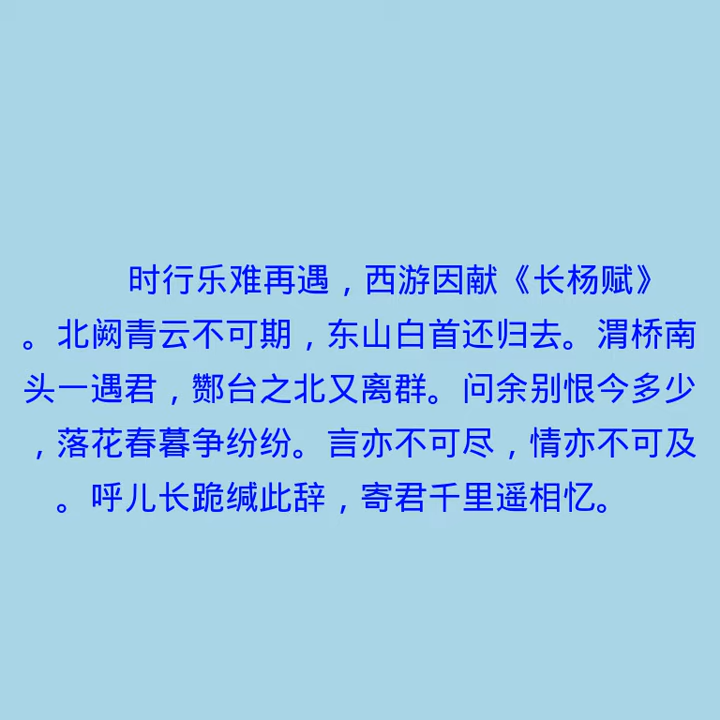 时行乐难再遇，西游因献《长杨赋》
。北阙青云不可期，东山白首还归去。渭桥南
头一遇君，酂台之北又离群。问余别恨今多少
，落花春暮争纷纷。言亦不可尽，情亦不可及
。呼儿长跪缄此辞，寄君千里遥相忆。